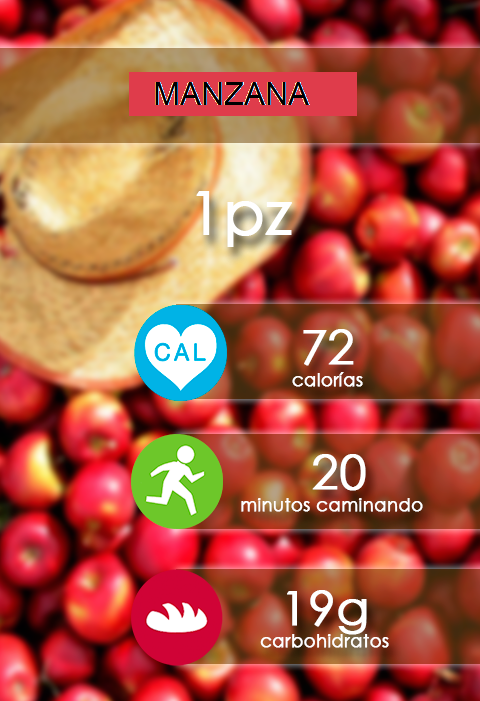 MANZANA
1pz
CAL
72
calorías
20
minutos caminando
19g
carbohidratos